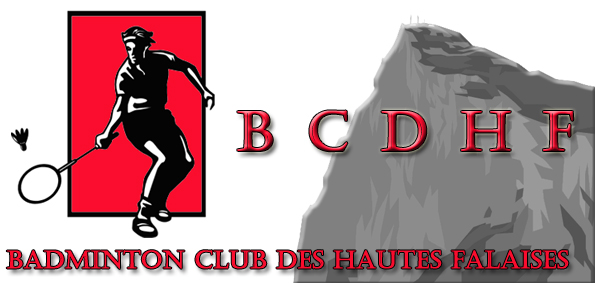 B C D H F
BADMINTON CLUB DES HAUTES FALAISES